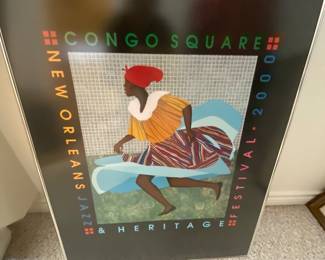 CONGO SQUARE
NEW ORLEANS JAZZ
& HERITAGE
FESTIVAL · 2000